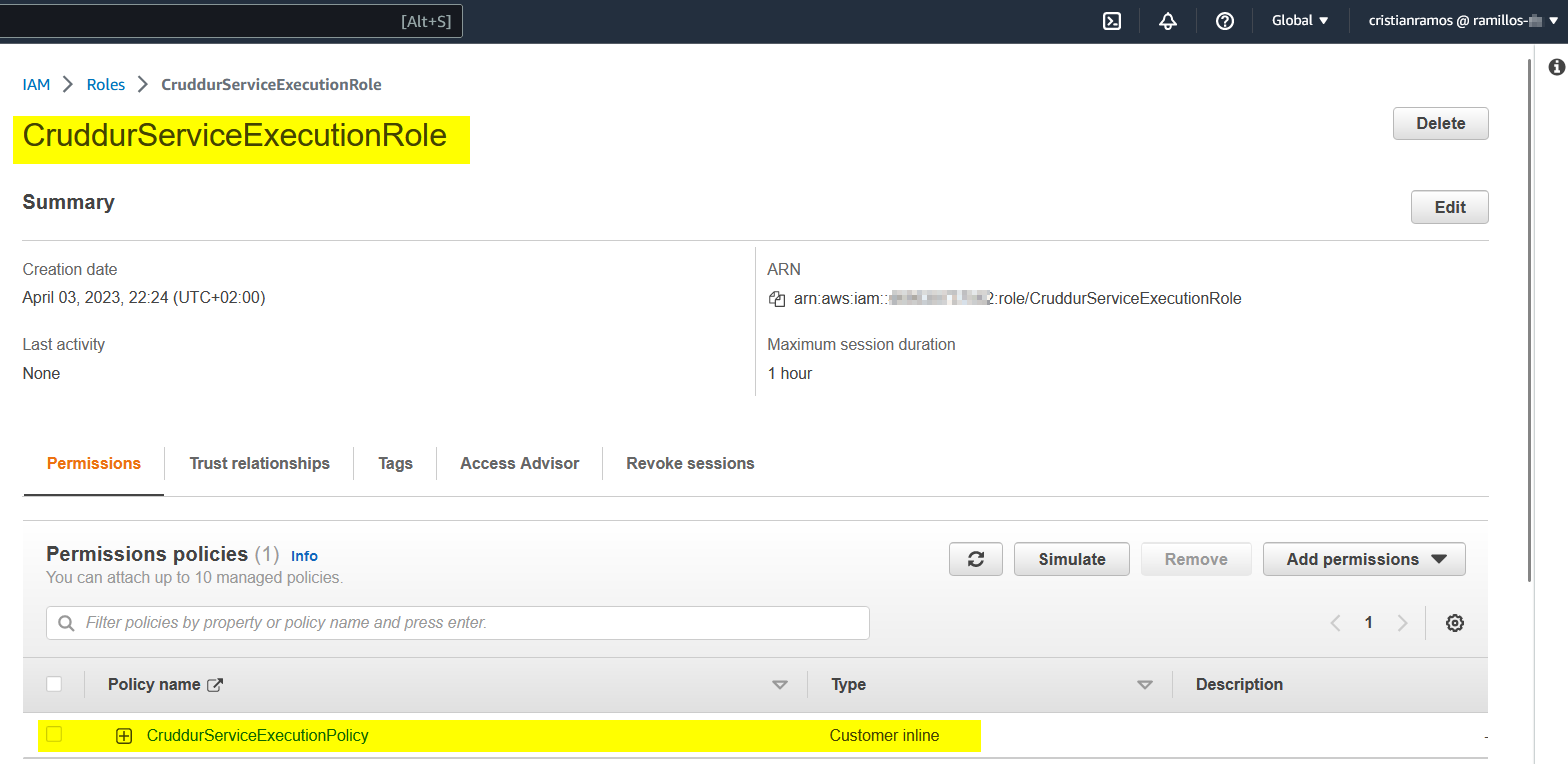 [Alt+S] Global ▼ cristianramos @ ramillos- ▼
IAM > Roles > CruddurServiceExecutionRole
CruddurServiceExecutionRole
Delete
Summary
Edit
Creation date
April 03, 2023, 22:24 (UTC+02:00)
ARN
arn:aws:iam:: 2:role/CruddurServiceExecutionRole
Last activity
None
Maximum session duration
1 hour
Permissions Trust relationships Tags Access Advisor Revoke sessions
Permissions policies (1) Info
You can attach up to 10 managed policies.
Simulate Remove Add permissions ▼
Filter policies by property or policy name and press enter.
< 1 >
Policy name Type Description
CruddurServiceExecutionPolicy Customer inline -